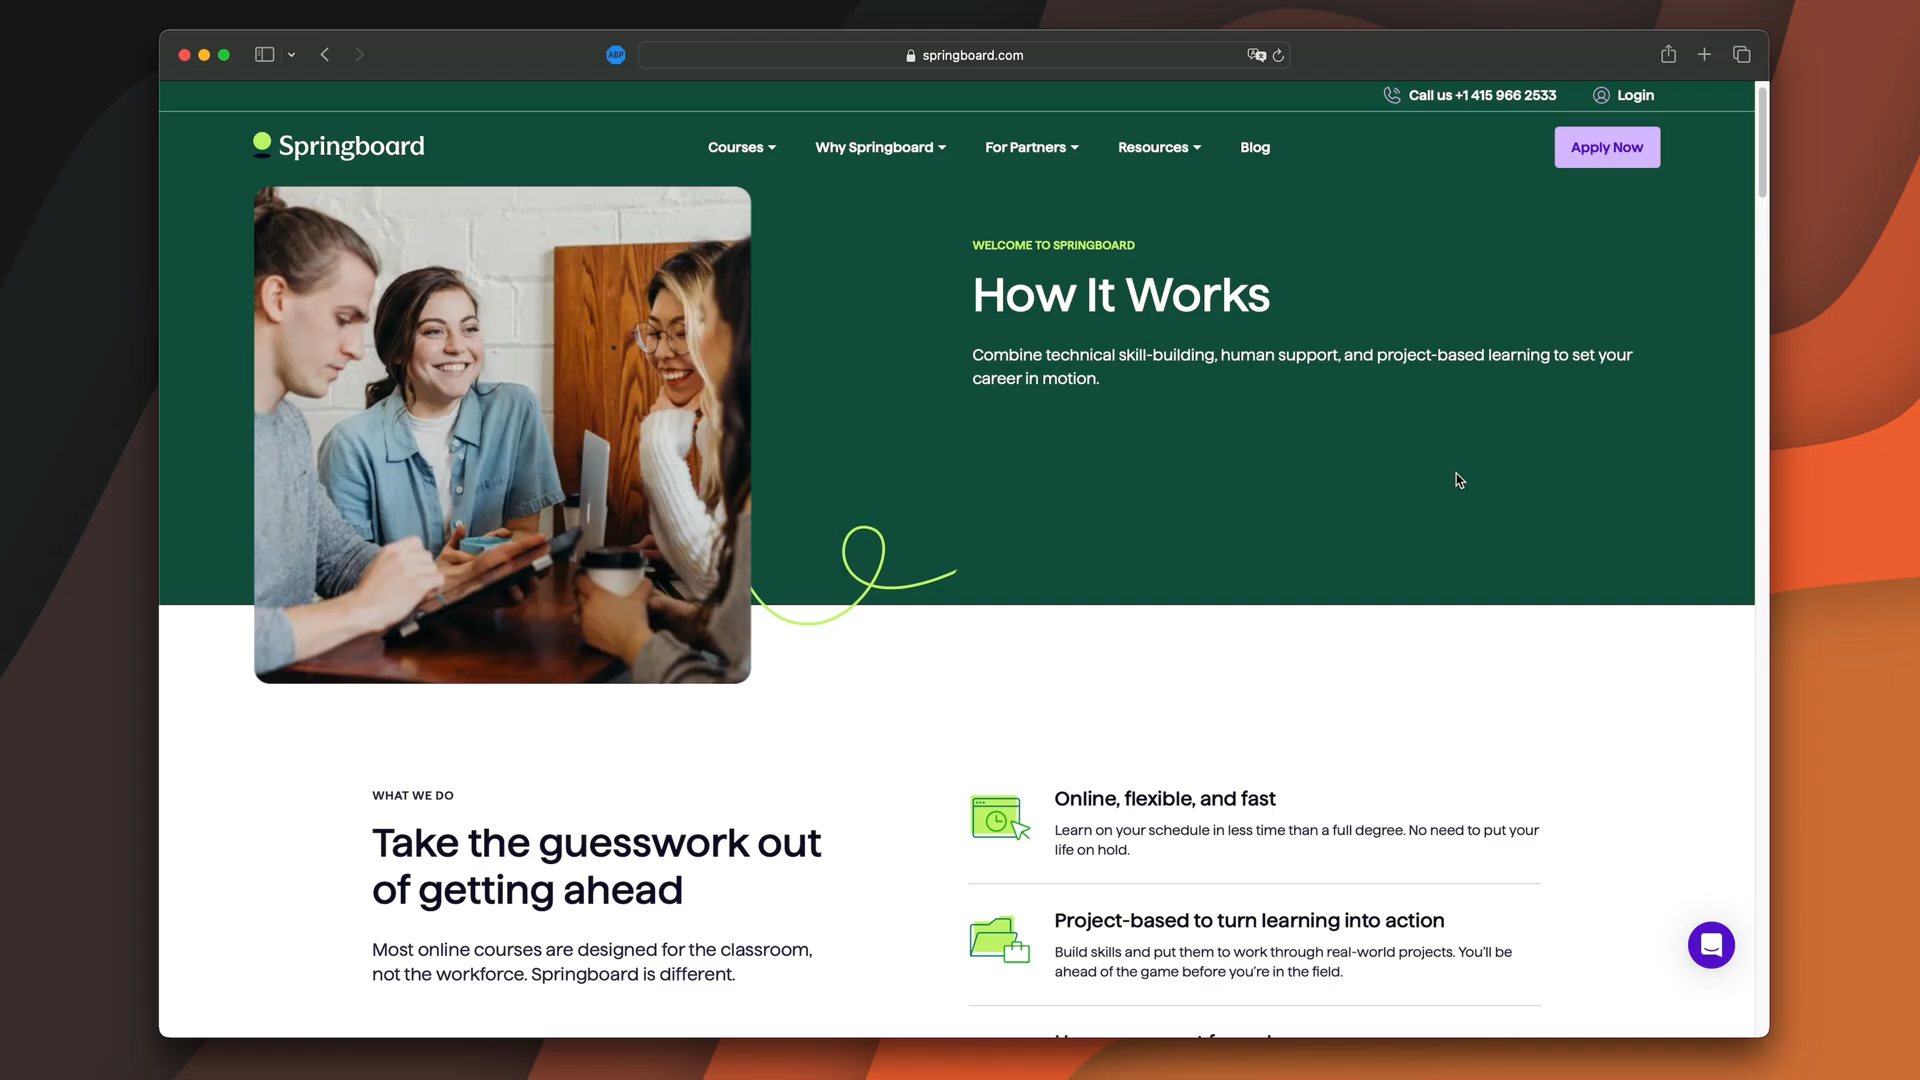 ABP
springboard.com
Call us +1 415 966 2533
Login
Springboard
Courses
Why Springboard
For Partners
Resources
Blog
Apply Now
WELCOME TO SPRINGBOARD
How It Works
Combine technical skill-building, human support, and project-based learning to set your
career in motion.
WHAT WE DO
Take the guesswork out
of getting ahead
Most online courses are designed for the classroom,
not the workforce. Springboard is different.
Online, flexible, and fast
Learn on your schedule in less time than a full degree. No need to put your
life on hold.
Project-based to turn learning into action
Build skills and put them to work through real-world projects. You'll be
ahead of the game before you're in the field.